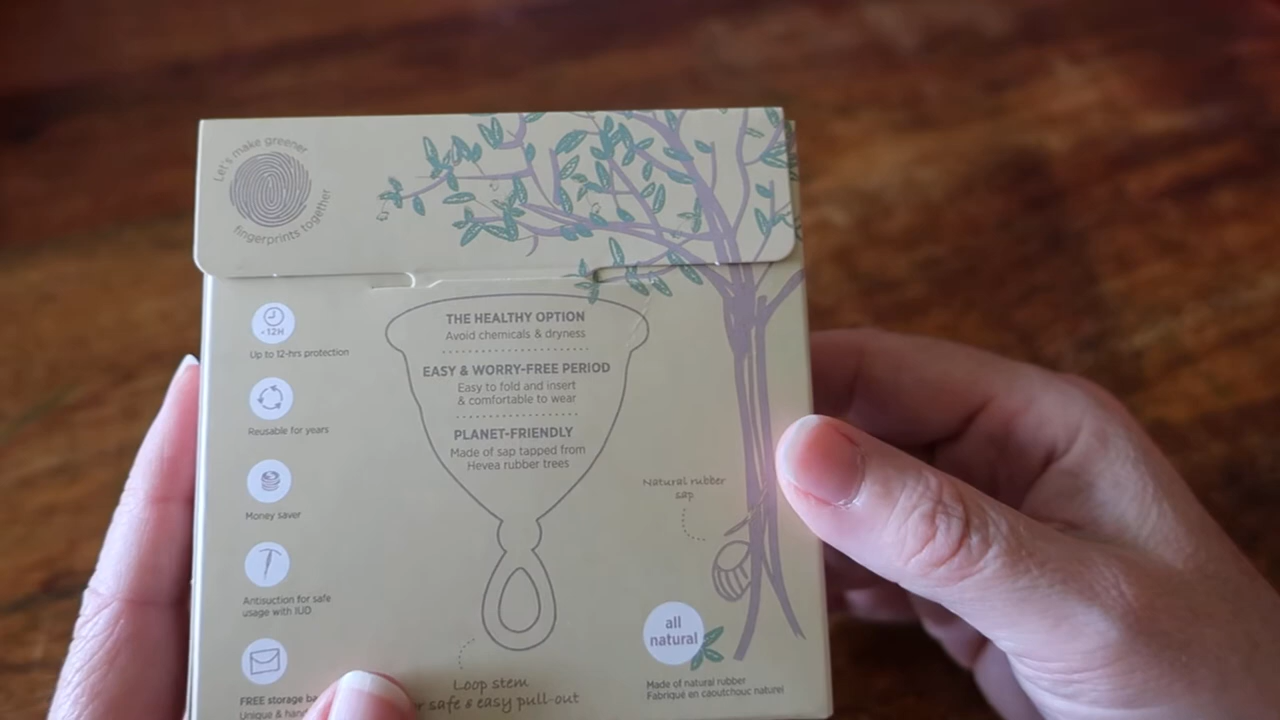 Let's make greener
fingerprints together
<12H
Up to 12-hrs protection
Reusable for years
Money saver
Antisuction for safe
usage with IUD
FREE storage
Unique &
THE HEALTHY OPTION
Avoid chemicals & dryness
EASY & WORRY-FREE PERIOD
Easy to fold and insert
& comfortable to wear
PLANET-FRIENDLY
Made of sap tapped from
Hevea rubber trees
Loop stem
safe & easy pull-out
Natural rubber
sap
all
natural
Made of natural rubber
Fabriqué en caoutchouc naturel